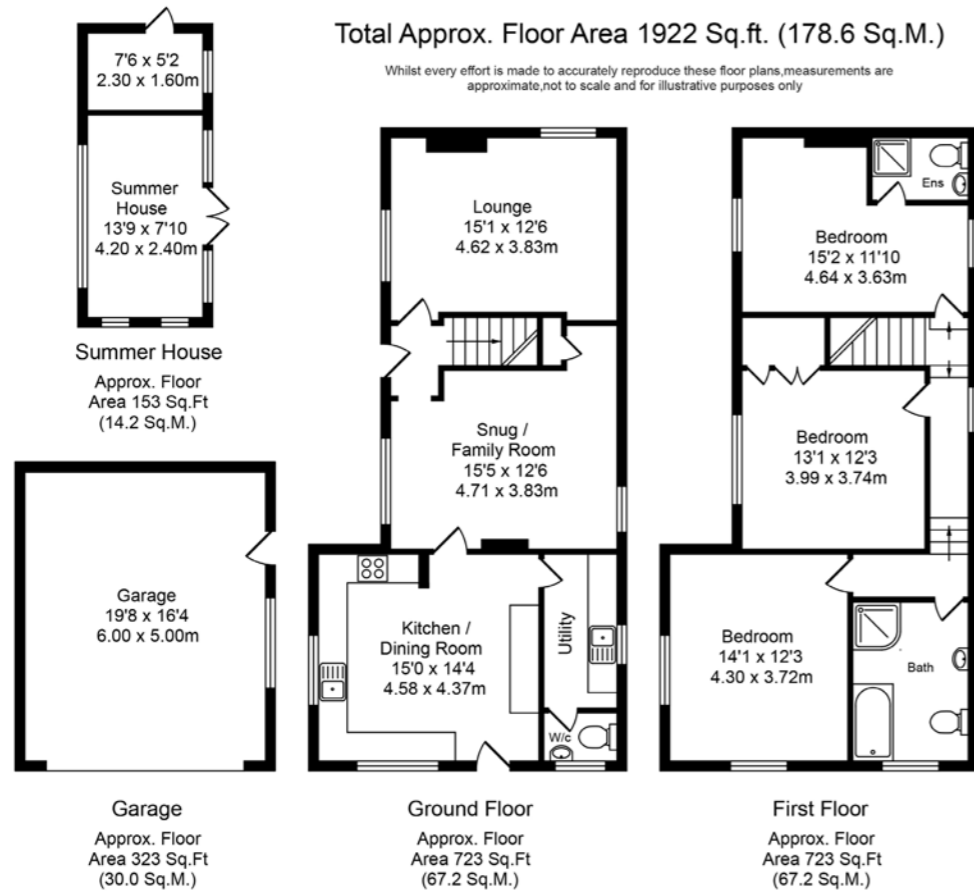 Total Approx. Floor Area 1922 Sq.ft. (178.6 Sq.M.)
Whilst every effort is made to accurately reproduce these floor plans,measurements are
approximate,not to scale and for illustrative purposes only
7'6 x 5'2
2.30 x 1.60m
Summer
House
13'9 x 7'10
4.20 x 2.40m
Summer House
Approx. Floor
Area 153 Sq.Ft
(14.2 Sq.M.)
Garage
19'8 x 16'4
6.00 x 5.00m
Garage
Approx. Floor
Area 323 Sq.Ft
(30.0 Sq.M.)
Lounge
15'1 x 12'6
4.62 x 3.83m
Snug /
Family Room
15'5 x 12'6
4.71 x 3.83m
Kitchen /
Dining Room
15'0 x 14'4
4.58 x 4.37m
Utility
W/c
Ground Floor
Approx. Floor
Area 723 Sq.Ft
(67.2 Sq.M.)
Ens
Bedroom
15'2 x 11'10
4.64 x 3.63m
Bedroom
13'1 x 12'3
3.99 x 3.74m
Bedroom
14'1 x 12'3
4.30 x 3.72m
Bath
First Floor
Approx. Floor
Area 723 Sq.Ft
(67.2 Sq.M.)